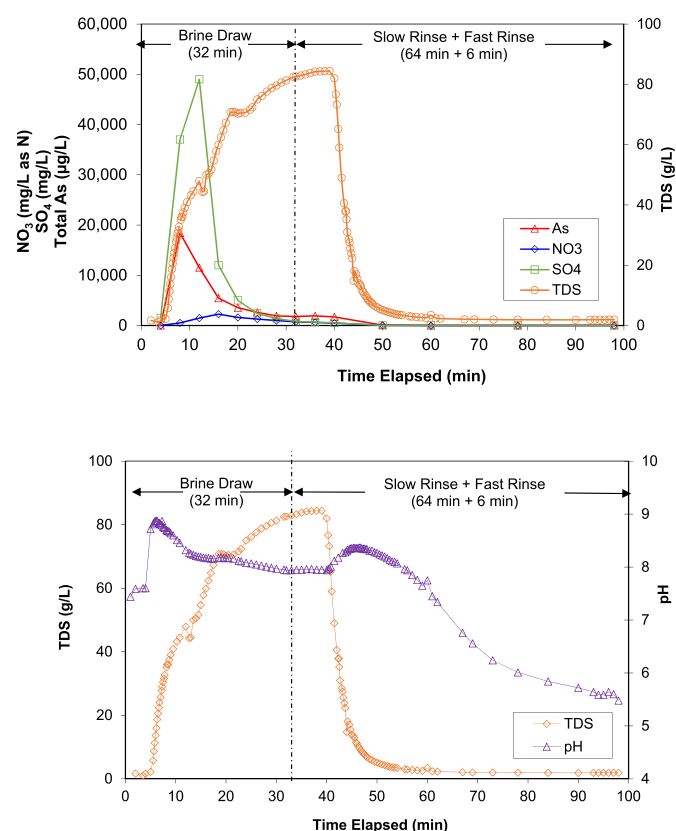 Brine Draw
(32 min)
Slow Rinse + Fast Rinse
(64 min + 6 min)
60,000
50,000
40,000
30,000
20,000
10,000
0
NO3 (mg/L as N)
SO4 (mg/L)
Total As (µg/L)
100
80
60
40
20
0
TDS (g/L)
As
NO3
SO4
TDS
0 10 20 30 40 50 60 70 80 90 100
Time Elapsed (min)
Brine Draw
(32 min)
Slow Rinse + Fast Rinse
(64 min + 6 min)
100
80
60
40
20
0
TDS (g/L)
10
9
8
7
6
5
4
pH
TDS
pH
0 10 20 30 40 50 60 70 80 90 100
Time Elapsed (min)